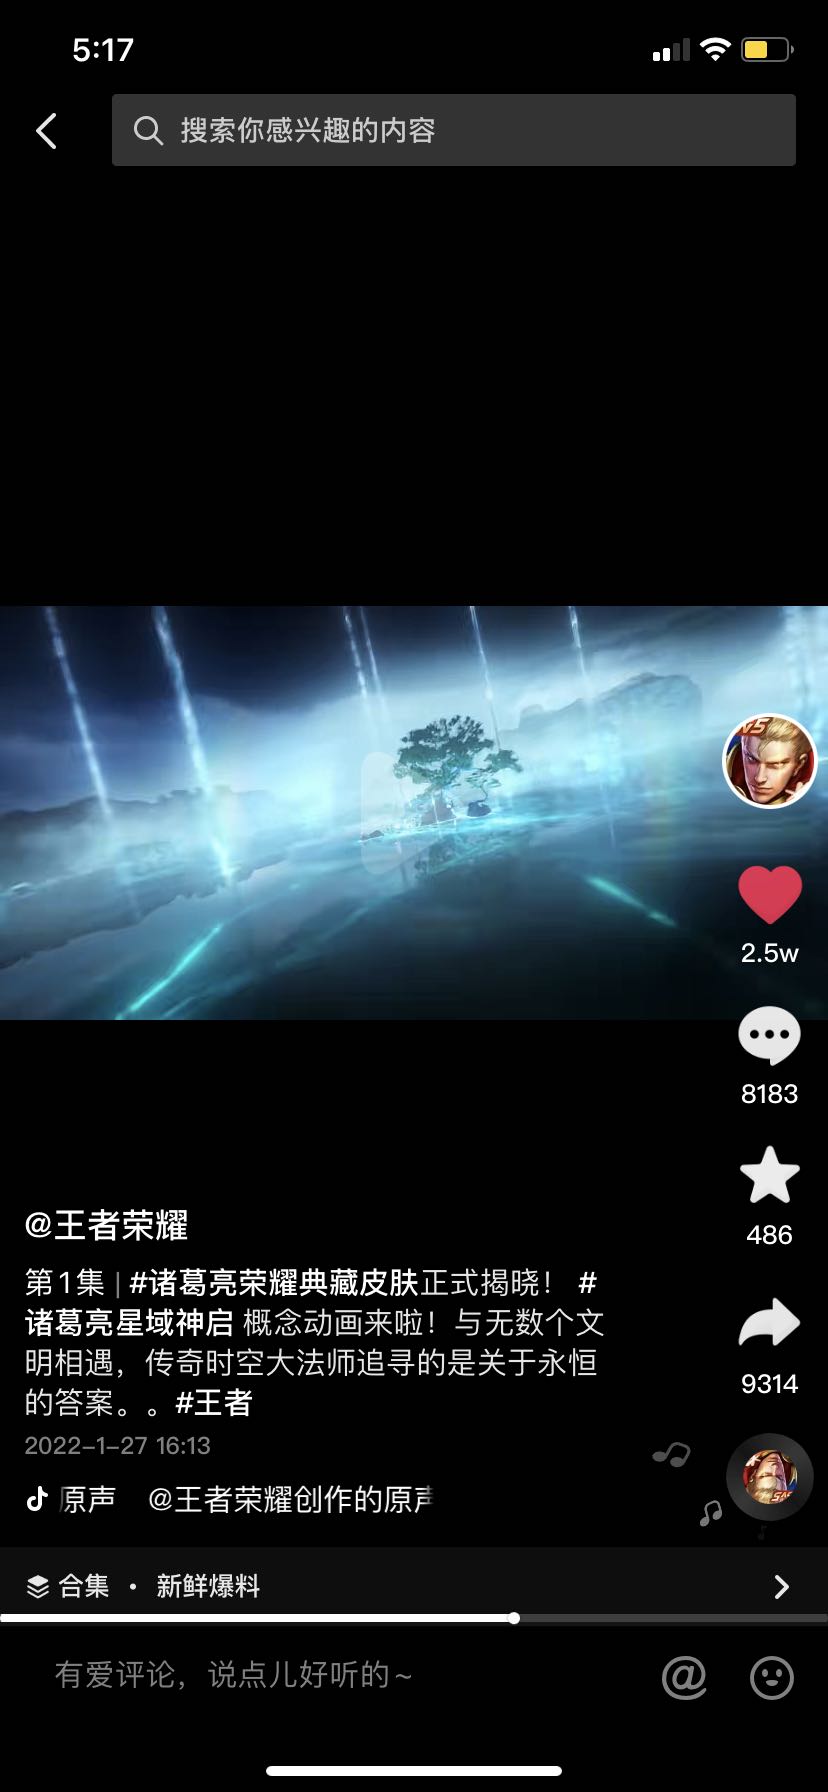 5:17
搜索你感兴趣的内容
2.5w
8183
486
9314
@王者荣耀
第1集 | #诸葛亮荣耀典藏皮肤正式揭晓！ #
诸葛亮星域神启 概念动画来啦！与无数个文
明相遇，传奇时空大法师追寻的是关于永恒
的答案。。#王者
2022-1-27 16:13
原声 @王者荣耀创作的原声
合集 · 新鲜爆料
有爱评论，说点儿好听的~